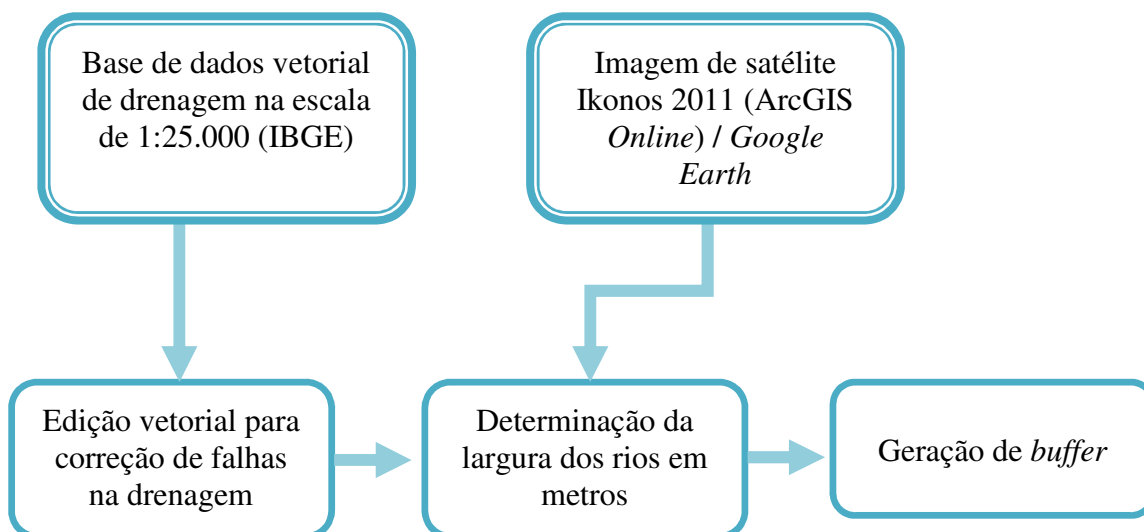 Base de dados vetorial
de drenagem na escala
de 1:25.000 (IBGE)
Imagem de satélite
Ikonos 2011 (ArcGIS
Online) / Google
Earth
Edição vetorial para
correção de falhas
na drenagem
Determinação da
largura dos rios em
metros
Geração de buffer